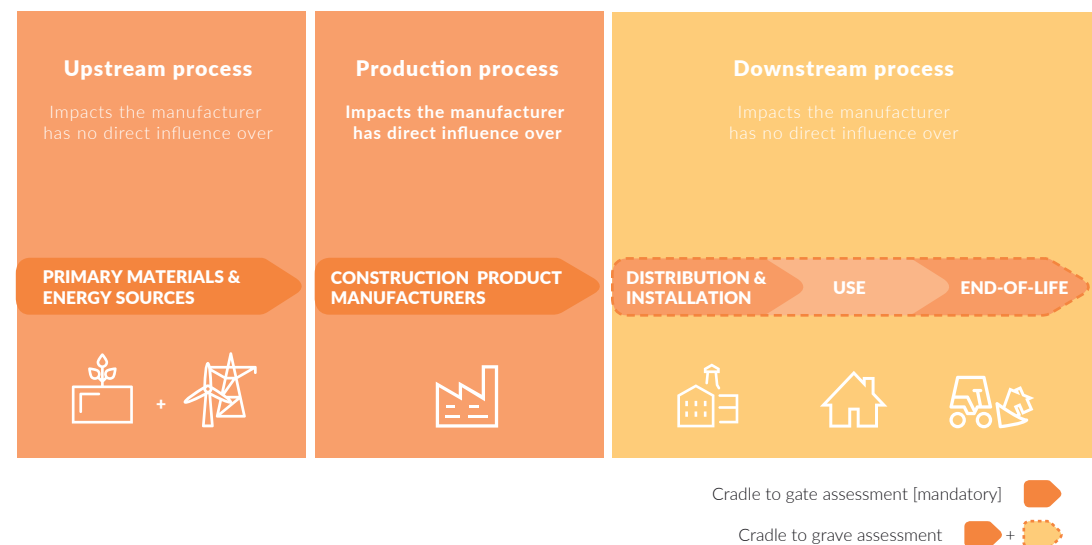 Upstream process
Impacts the manufacturer
has no direct influence over
PRIMARY MATERIALS &
ENERGY SOURCES
+
Production process
Impacts the manufacturer
has direct influence over
CONSTRUCTION PRODUCT
MANUFACTURERS
Downstream process
Impacts the manufacturer
has no direct influence over
DISTRIBUTION &
INSTALLATION
USE
END-OF-LIFE
Cradle to gate assessment [mandatory]
Cradle to grave assessment +